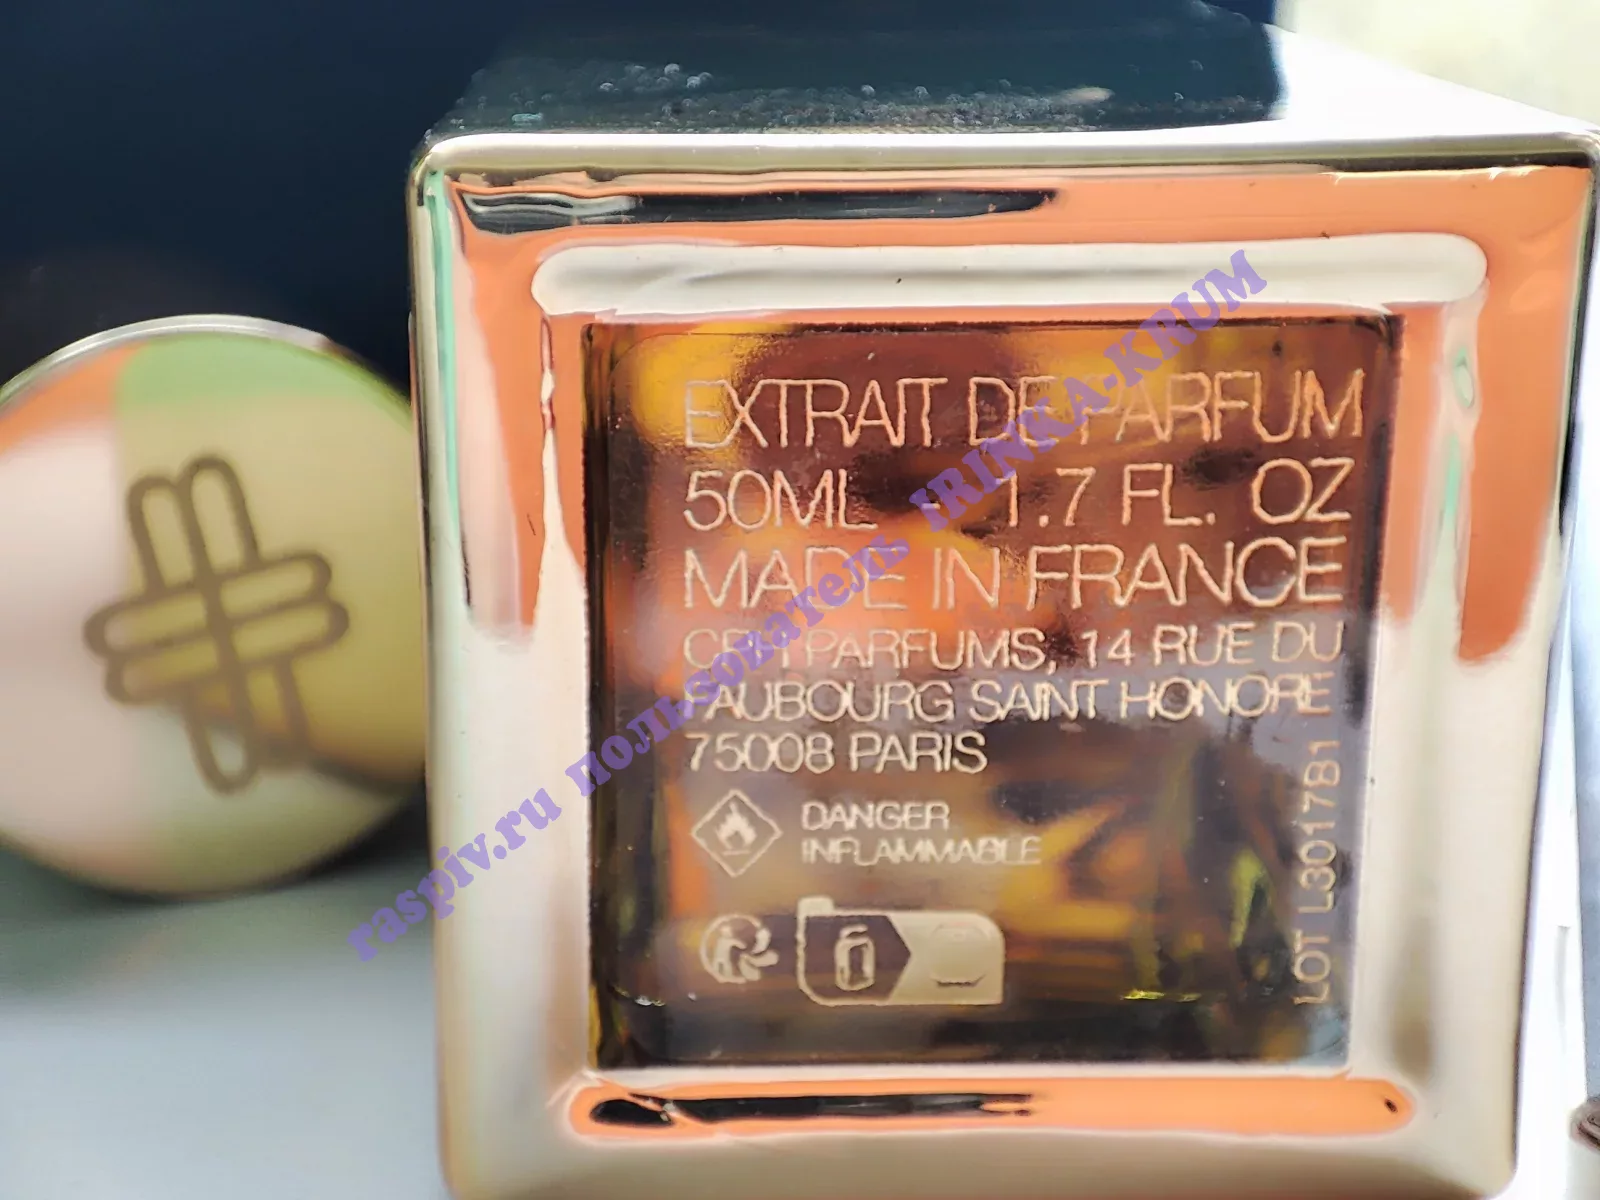 EXTRAIT DE PARFUM
50ML - 1.7 FL. OZ
MADE IN FRANCE
PARFUMS, 14 RUE DU
FAUBOURG SAINT HONORE
75008 PARIS
DANGER
INFLAMMABLE
LOT L3017B1
raspiv.ru пользователь IRINKA-KRUM